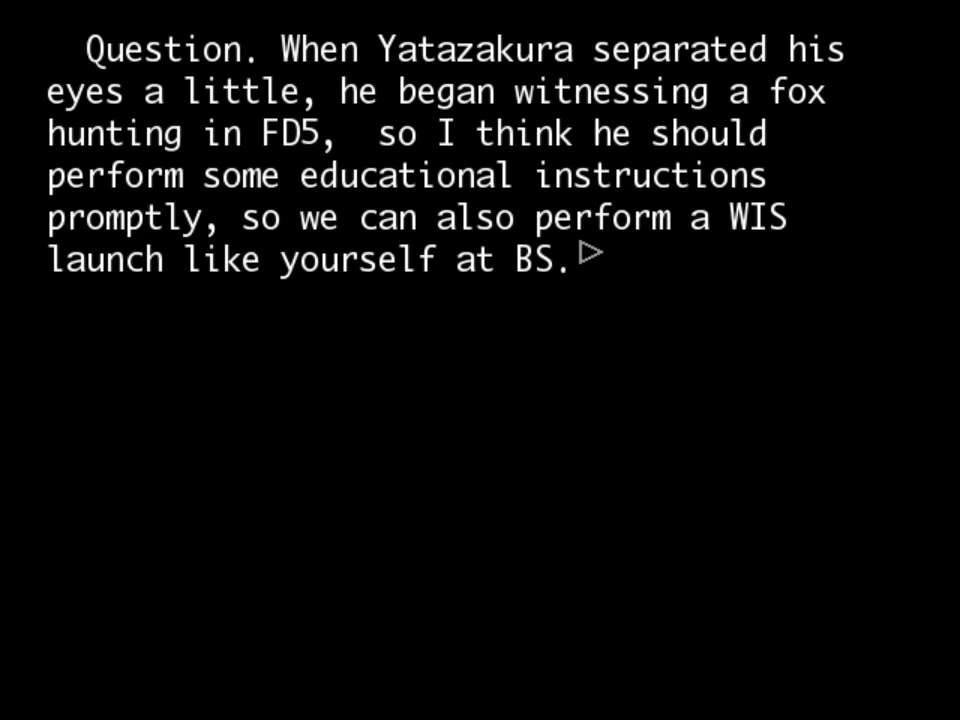 Question. When Yatazakura separated his
eyes a little, he began witnessing a fox
hunting in FD5,  so I think he should
perform some educational instructions
promptly, so we can also perform a WIS
launch like yourself at BS.